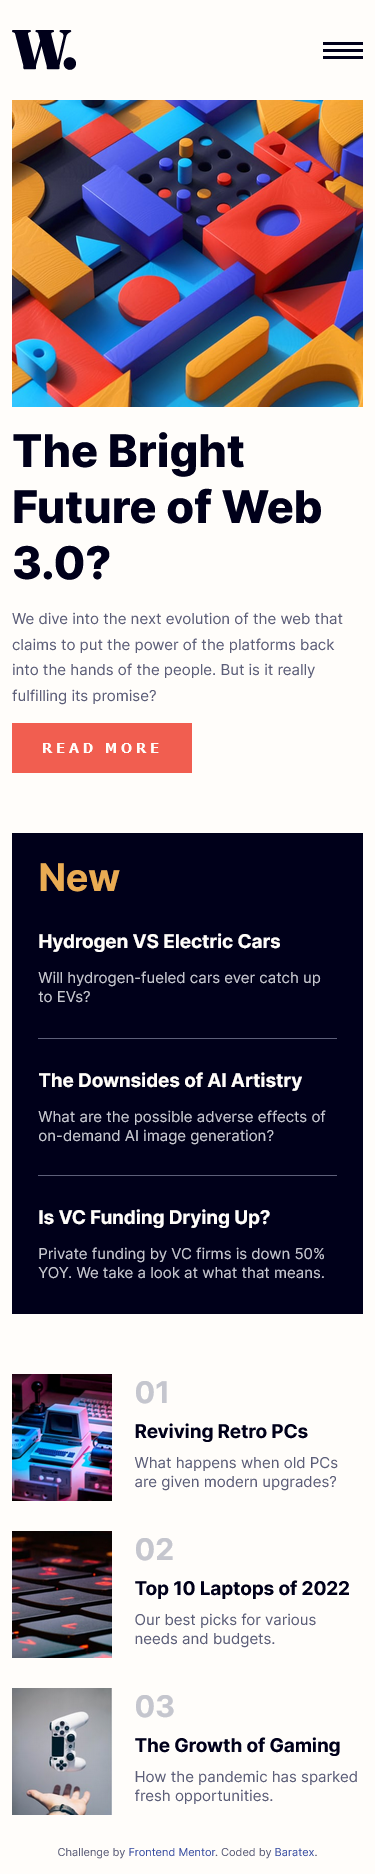 W.
The Bright
Future of Web
3.0?
We dive into the next evolution of the web that
claims to put the power of the platforms back
into the hands of the people. But is it really
fulfilling its promise?
READ MORE
New
Hydrogen VS Electric Cars
Will hydrogen-fueled cars ever catch up
to EVs?
The Downsides of AI Artistry
What are the possible adverse effects of
on-demand AI image generation?
Is VC Funding Drying Up?
Private funding by VC firms is down 50%
YOY. We take a look at what that means.
01
Reviving Retro PCs
What happens when old PCs
are given modern upgrades?
02
Top 10 Laptops of 2022
Our best picks for various
needs and budgets.
03
The Growth of Gaming
How the pandemic has sparked
fresh opportunities.
Challenge by Frontend Mentor. Coded by Baratex.